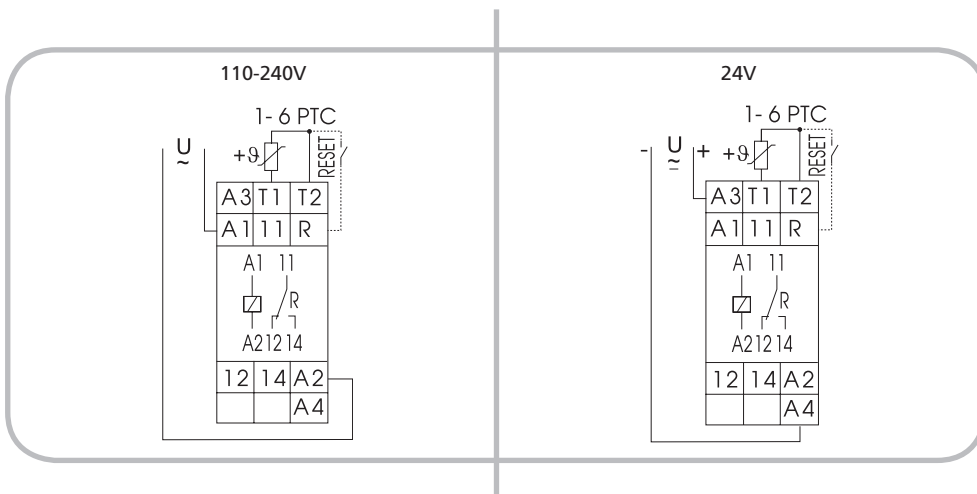 110-240V
1- 6 PTC
U
~
+ϑ
RESET
A3 T1 T2
A1 11 R
A1 11
R
A2 12 14
12 14 A2
A4
24V
1- 6 PTC
- U +
~
–
+ϑ
RESET
A3 T1 T2
A1 11 R
A1 11
R
A2 12 14
12 14 A2
A4